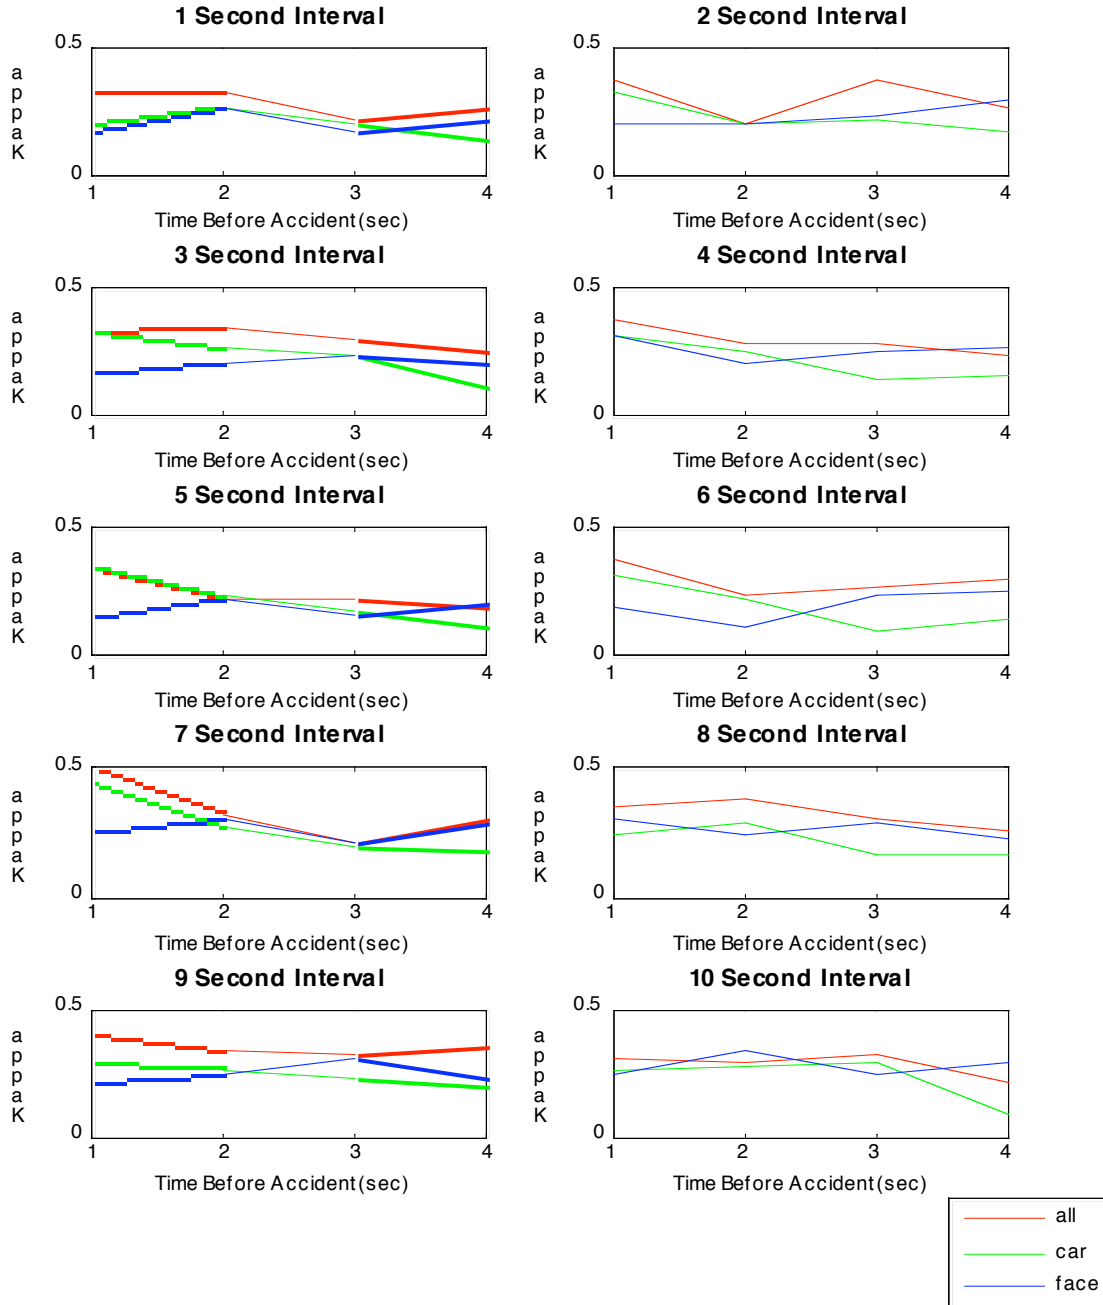 1 Second Interval
0.5
a
p
p
a
K
0
1 2 3 4
Time Before Accident (sec)
2 Second Interval
0.5
a
p
p
a
K
0
1 2 3 4
Time Before Accident (sec)
3 Second Interval
0.5
a
p
p
a
K
0
1 2 3 4
Time Before Accident (sec)
4 Second Interval
0.5
a
p
p
a
K
0
1 2 3 4
Time Before Accident (sec)
5 Second Interval
0.5
a
p
p
a
K
0
1 2 3 4
Time Before Accident (sec)
6 Second Interval
0.5
a
p
p
a
K
0
1 2 3 4
Time Before Accident (sec)
7 Second Interval
0.5
a
p
p
a
K
0
1 2 3 4
Time Before Accident (sec)
8 Second Interval
0.5
a
p
p
a
K
0
1 2 3 4
Time Before Accident (sec)
9 Second Interval
0.5
a
p
p
a
K
0
1 2 3 4
Time Before Accident (sec)
10 Second Interval
0.5
a
p
p
a
K
0
1 2 3 4
Time Before Accident (sec)
all
car
face